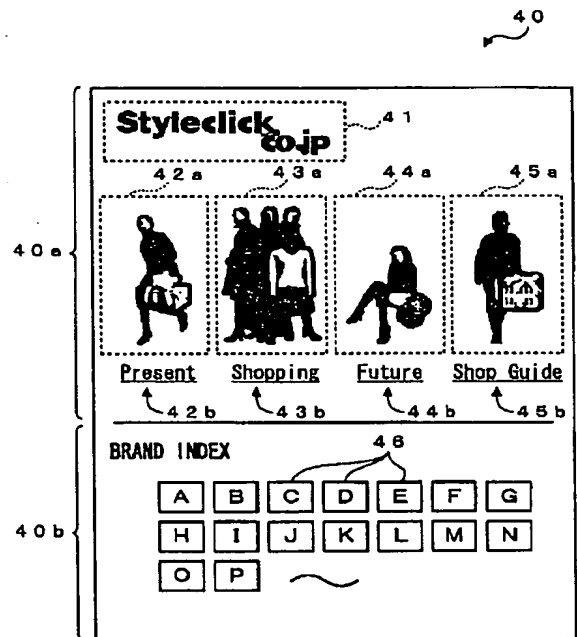 40
Styleclick.co.jp
41
42a 43a 44a 45a
40a
Present Shopping Future Shop Guide
42b 43b 44b 45b
BRAND INDEX
46
A B C D E F G
40b
H I J K L M N
O P